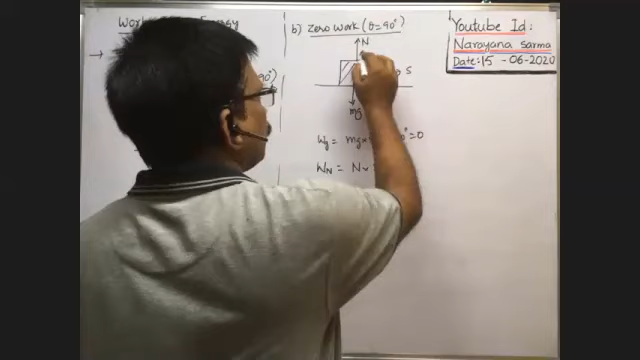 Work Energy
b) Zero Work (θ=90°)
N
90°)
S
mg
Wg = mg × 0°=0
WN = N ×
Youtube Id:
Narayana sarma
Date: 15 - 06-2020